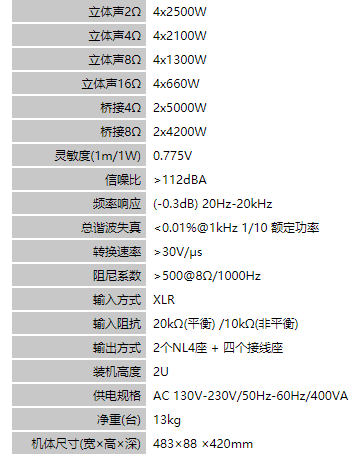 立体声2Ω 4x2500W
立体声4Ω 4x2100W
立体声8Ω 4x1300W
立体声16Ω 4x660W
桥接4Ω 2x5000W
桥接8Ω 2x4200W
灵敏度(1m/1W) 0.775V
信噪比 >112dBA
频率响应 (-0.3dB) 20Hz-20kHz
总谐波失真 <0.01%@1kHz 1/10 额定功率
转换速率 >30V/μs
阻尼系数 >500@8Ω/1000Hz
输入方式 XLR
输入阻抗 20kΩ(平衡) /10kΩ(非平衡)
输出方式 2个NL4座 + 四个接线座
装机高度 2U
供电规格 AC 130V-230V/50Hz-60Hz/400VA
净重(台) 13kg
机体尺寸(宽×高×深) 483×88 ×420mm